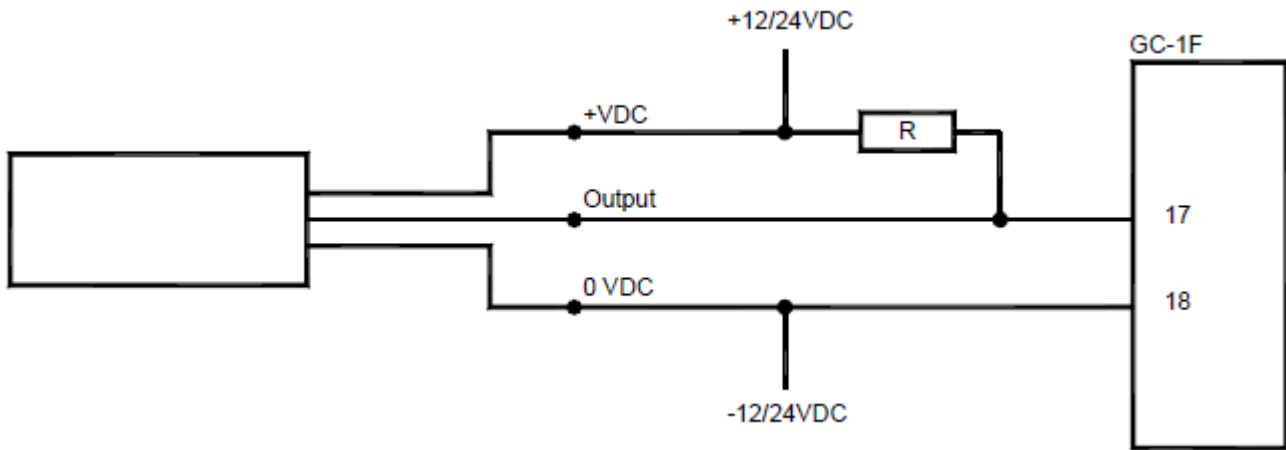 +12/24VDC
GC-1F
+VDC
R
Output
17
0 VDC
18
-12/24VDC